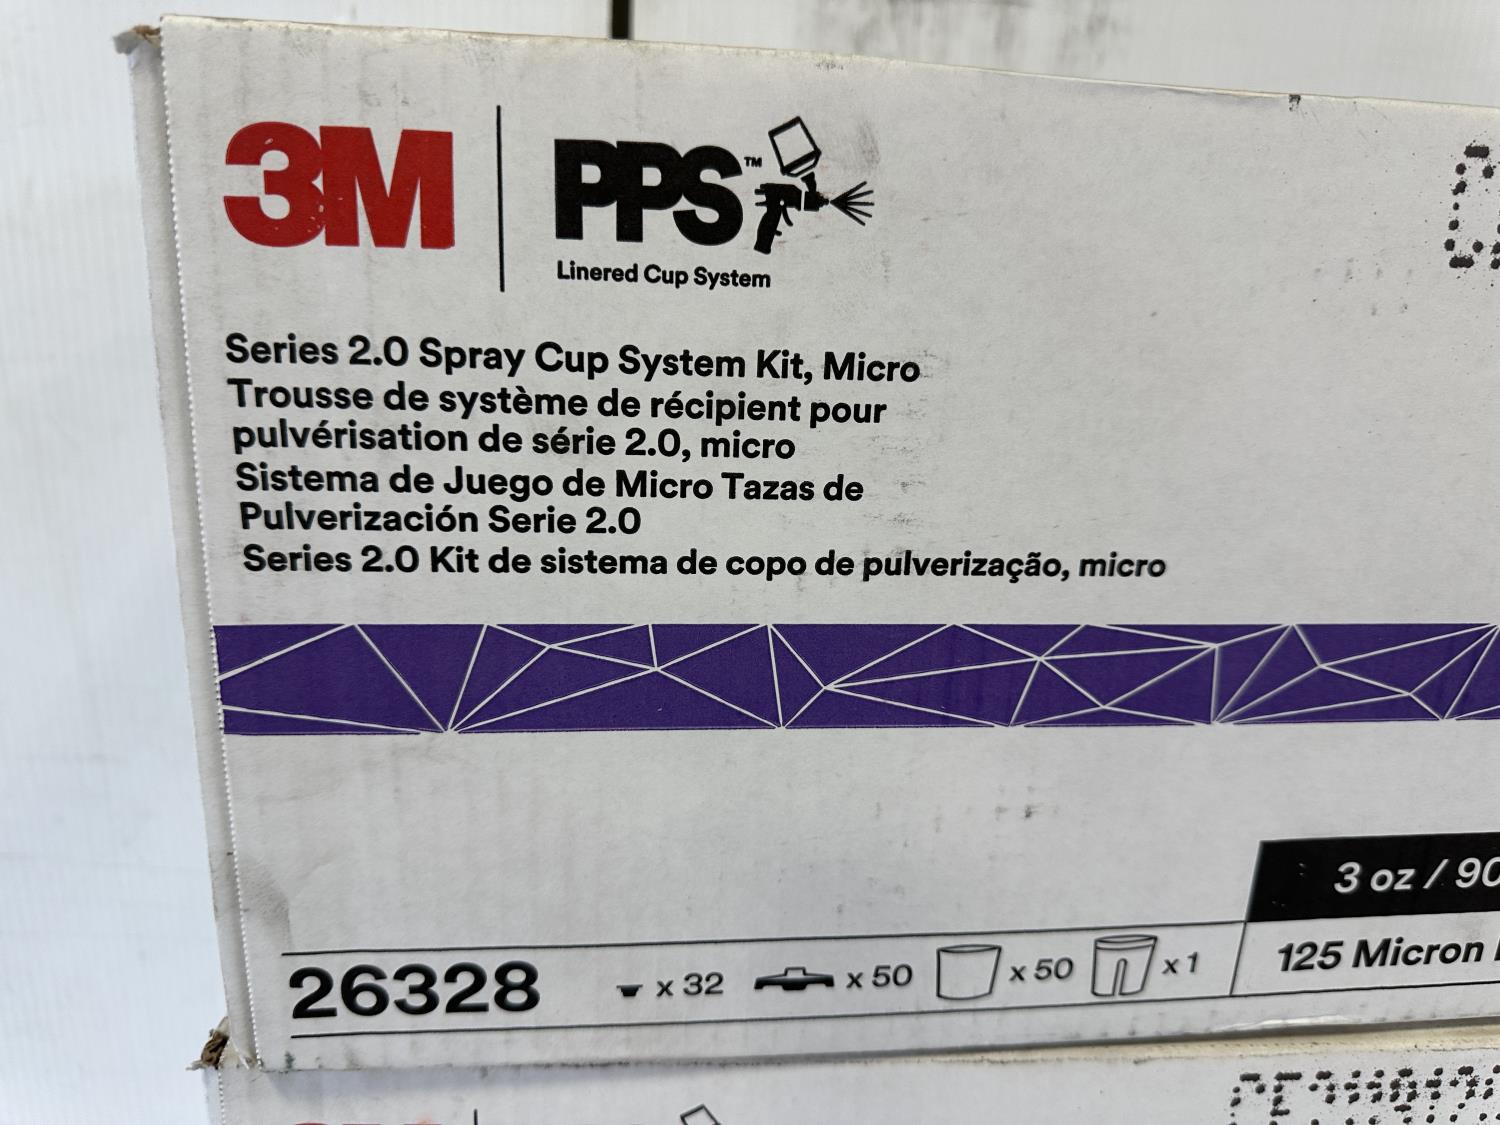 3M
PPS™
Linered Cup System
Series 2.0 Spray Cup System Kit, Micro
Trousse de système de récipient pour
pulvérisation de série 2.0, micro
Sistema de Juego de Micro Tazas de
Pulverización Serie 2.0
Series 2.0 Kit de sistema de copo de pulverização, micro
3 oz / 90
125 Micron
26328 x 32 x 50 x 50 x 1